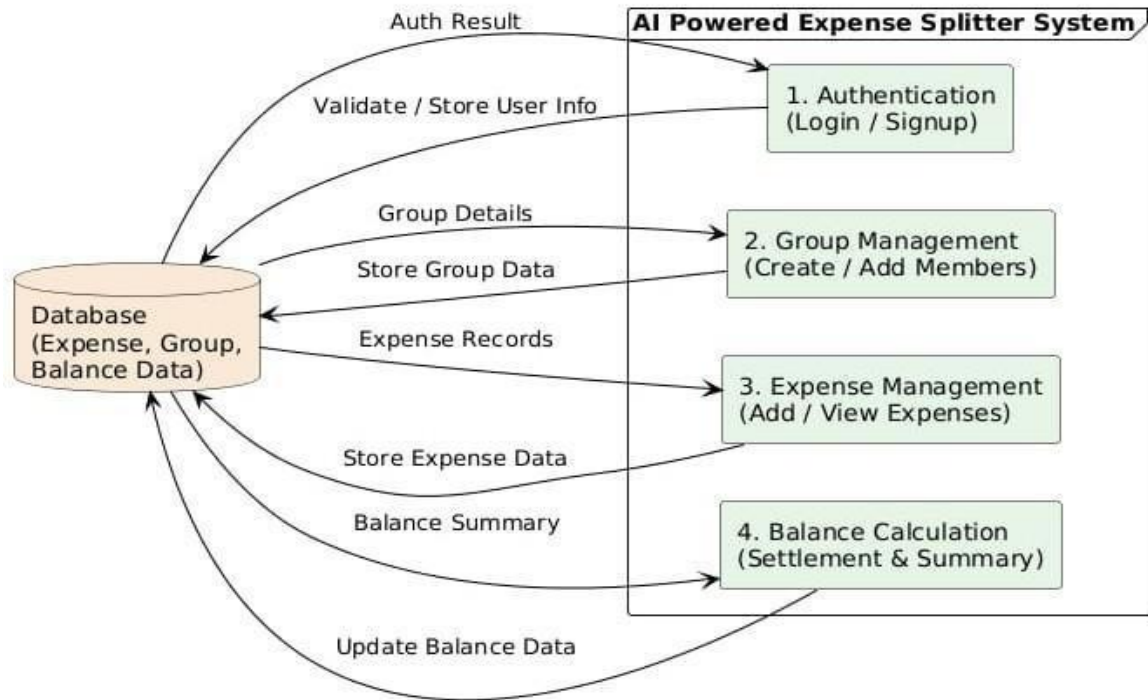 Auth Result
AI Powered Expense Splitter System
1. Authentication
(Login / Signup)
Validate / Store User Info
Group Details
2. Group Management
(Create / Add Members)
Store Group Data
Database
(Expense, Group,
Balance Data)
Expense Records
3. Expense Management
(Add / View Expenses)
Store Expense Data
Balance Summary
4. Balance Calculation
(Settlement & Summary)
Update Balance Data